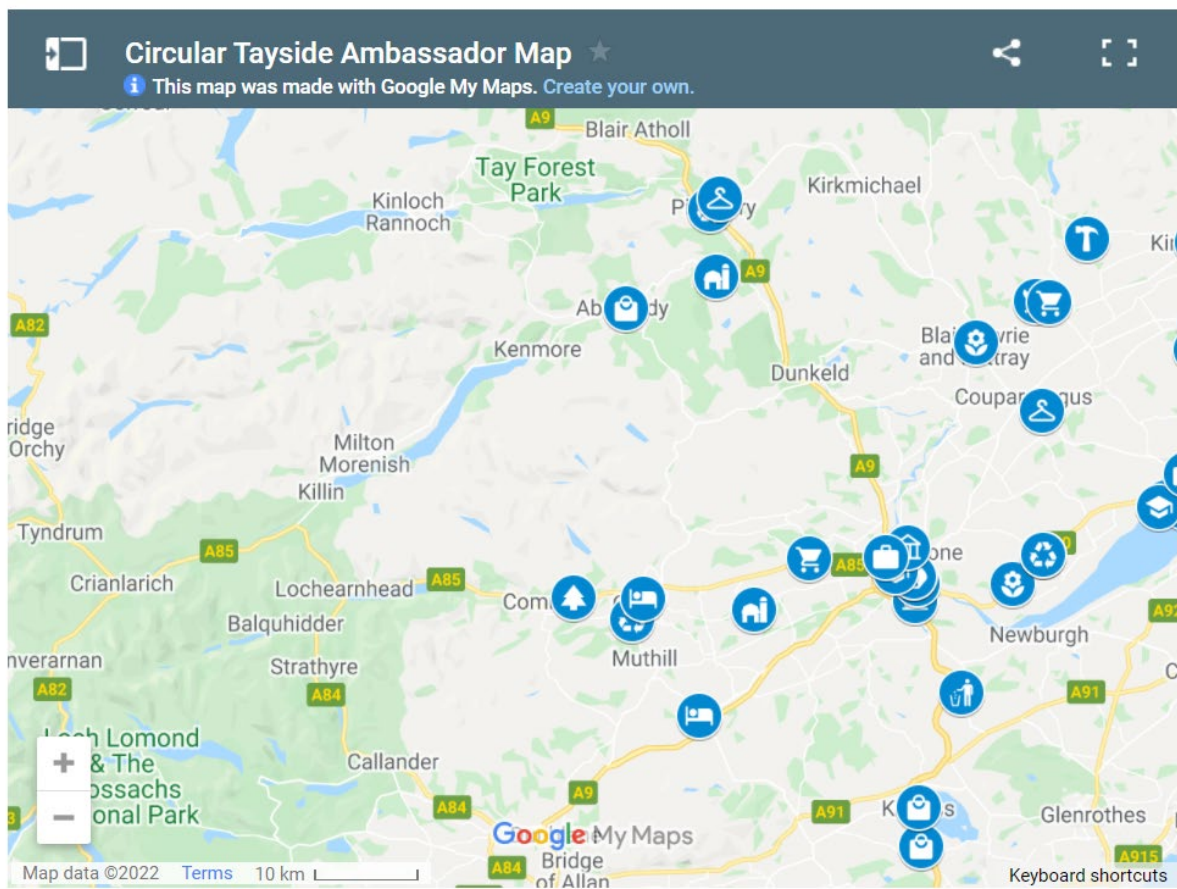 Circular Tayside Ambassador Map
This map was made with Google My Maps. Create your own.
A9
Blair Atholl
Tay Forest
Park
Kirkmichael
Kinloch
Rannoch
A9
A82
Kenmore
Dunkeld
Milton
Morenish
A9
Killin
Tyndrum
A85
Crianlarich
Lochearnhead
A85
A85
Balquhidder
Newburgh
Muthill
Strathyre
A82
A84
A91
Callander
A84
A9
A91
Glenrothes
Google My Maps
A84
Bridge
of Allan
A915
& The
Map data ©2022 Terms 10 km
Keyboard shortcuts